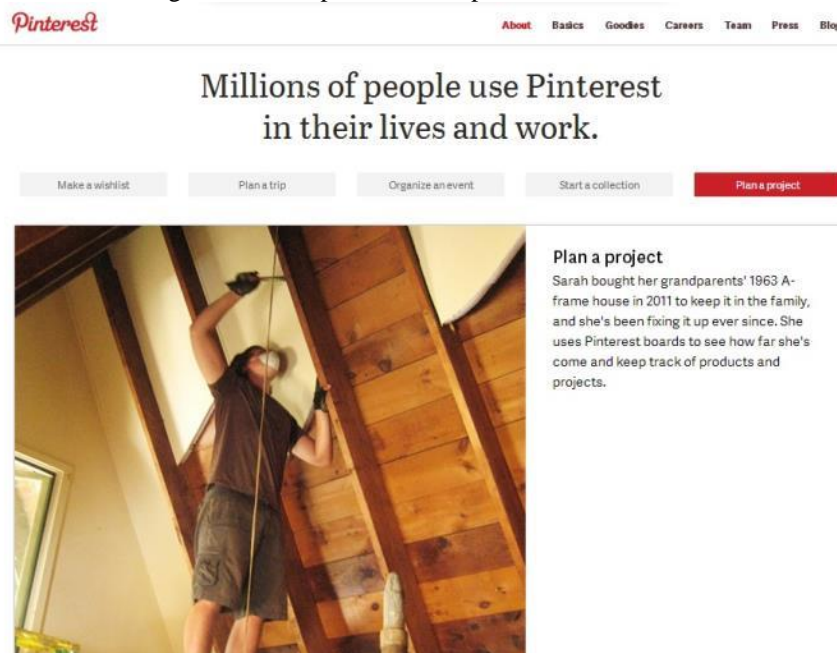 Pinterest
About Basics Goodies Careers Team Press Blog
Millions of people use Pinterest
in their lives and work.
Make a wishlist Plan a trip Organize an event Start a collection Plan a project
Plan a project
Sarah bought her grandparents' 1963 A-
frame house in 2011 to keep it in the family,
and she's been fixing it up ever since. She
uses Pinterest boards to see how far she's
come and keep track of products and
projects.